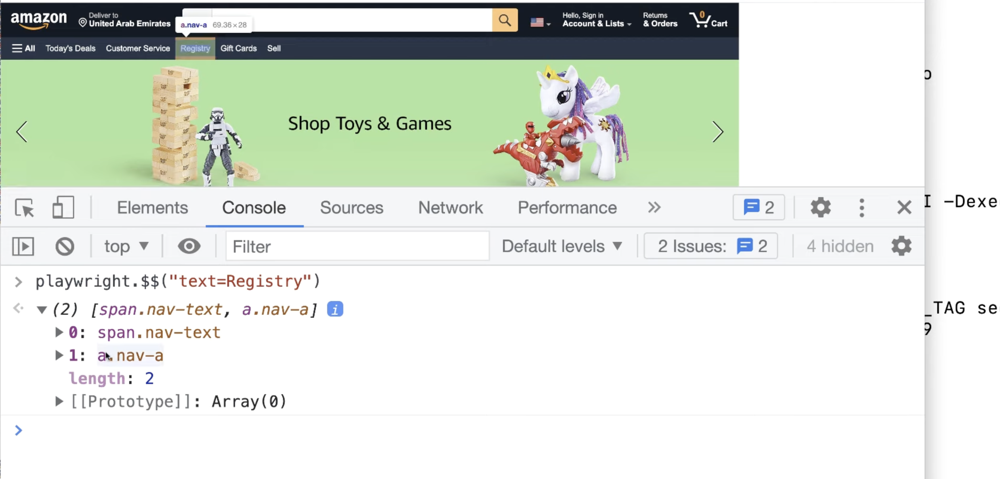 amazon
Deliver to
United Arab Emirates
a.nav-a 69.36×28
Hello, Sign in
Account & Lists
Returns
& Orders
0
Cart
All Today's Deals Customer Service Registry Gift Cards Sell
Shop Toys & Games
Elements Console Sources Network Performance 2
top Filter Default levels 2 Issues: 2 4 hidden
playwright.$$("text=Registry")
(2) [span.nav-text, a.nav-a] i
0: span.nav-text
1: a.nav-a
length: 2
[[Prototype]]: Array(0)
I -Dexe
_TAG se
9